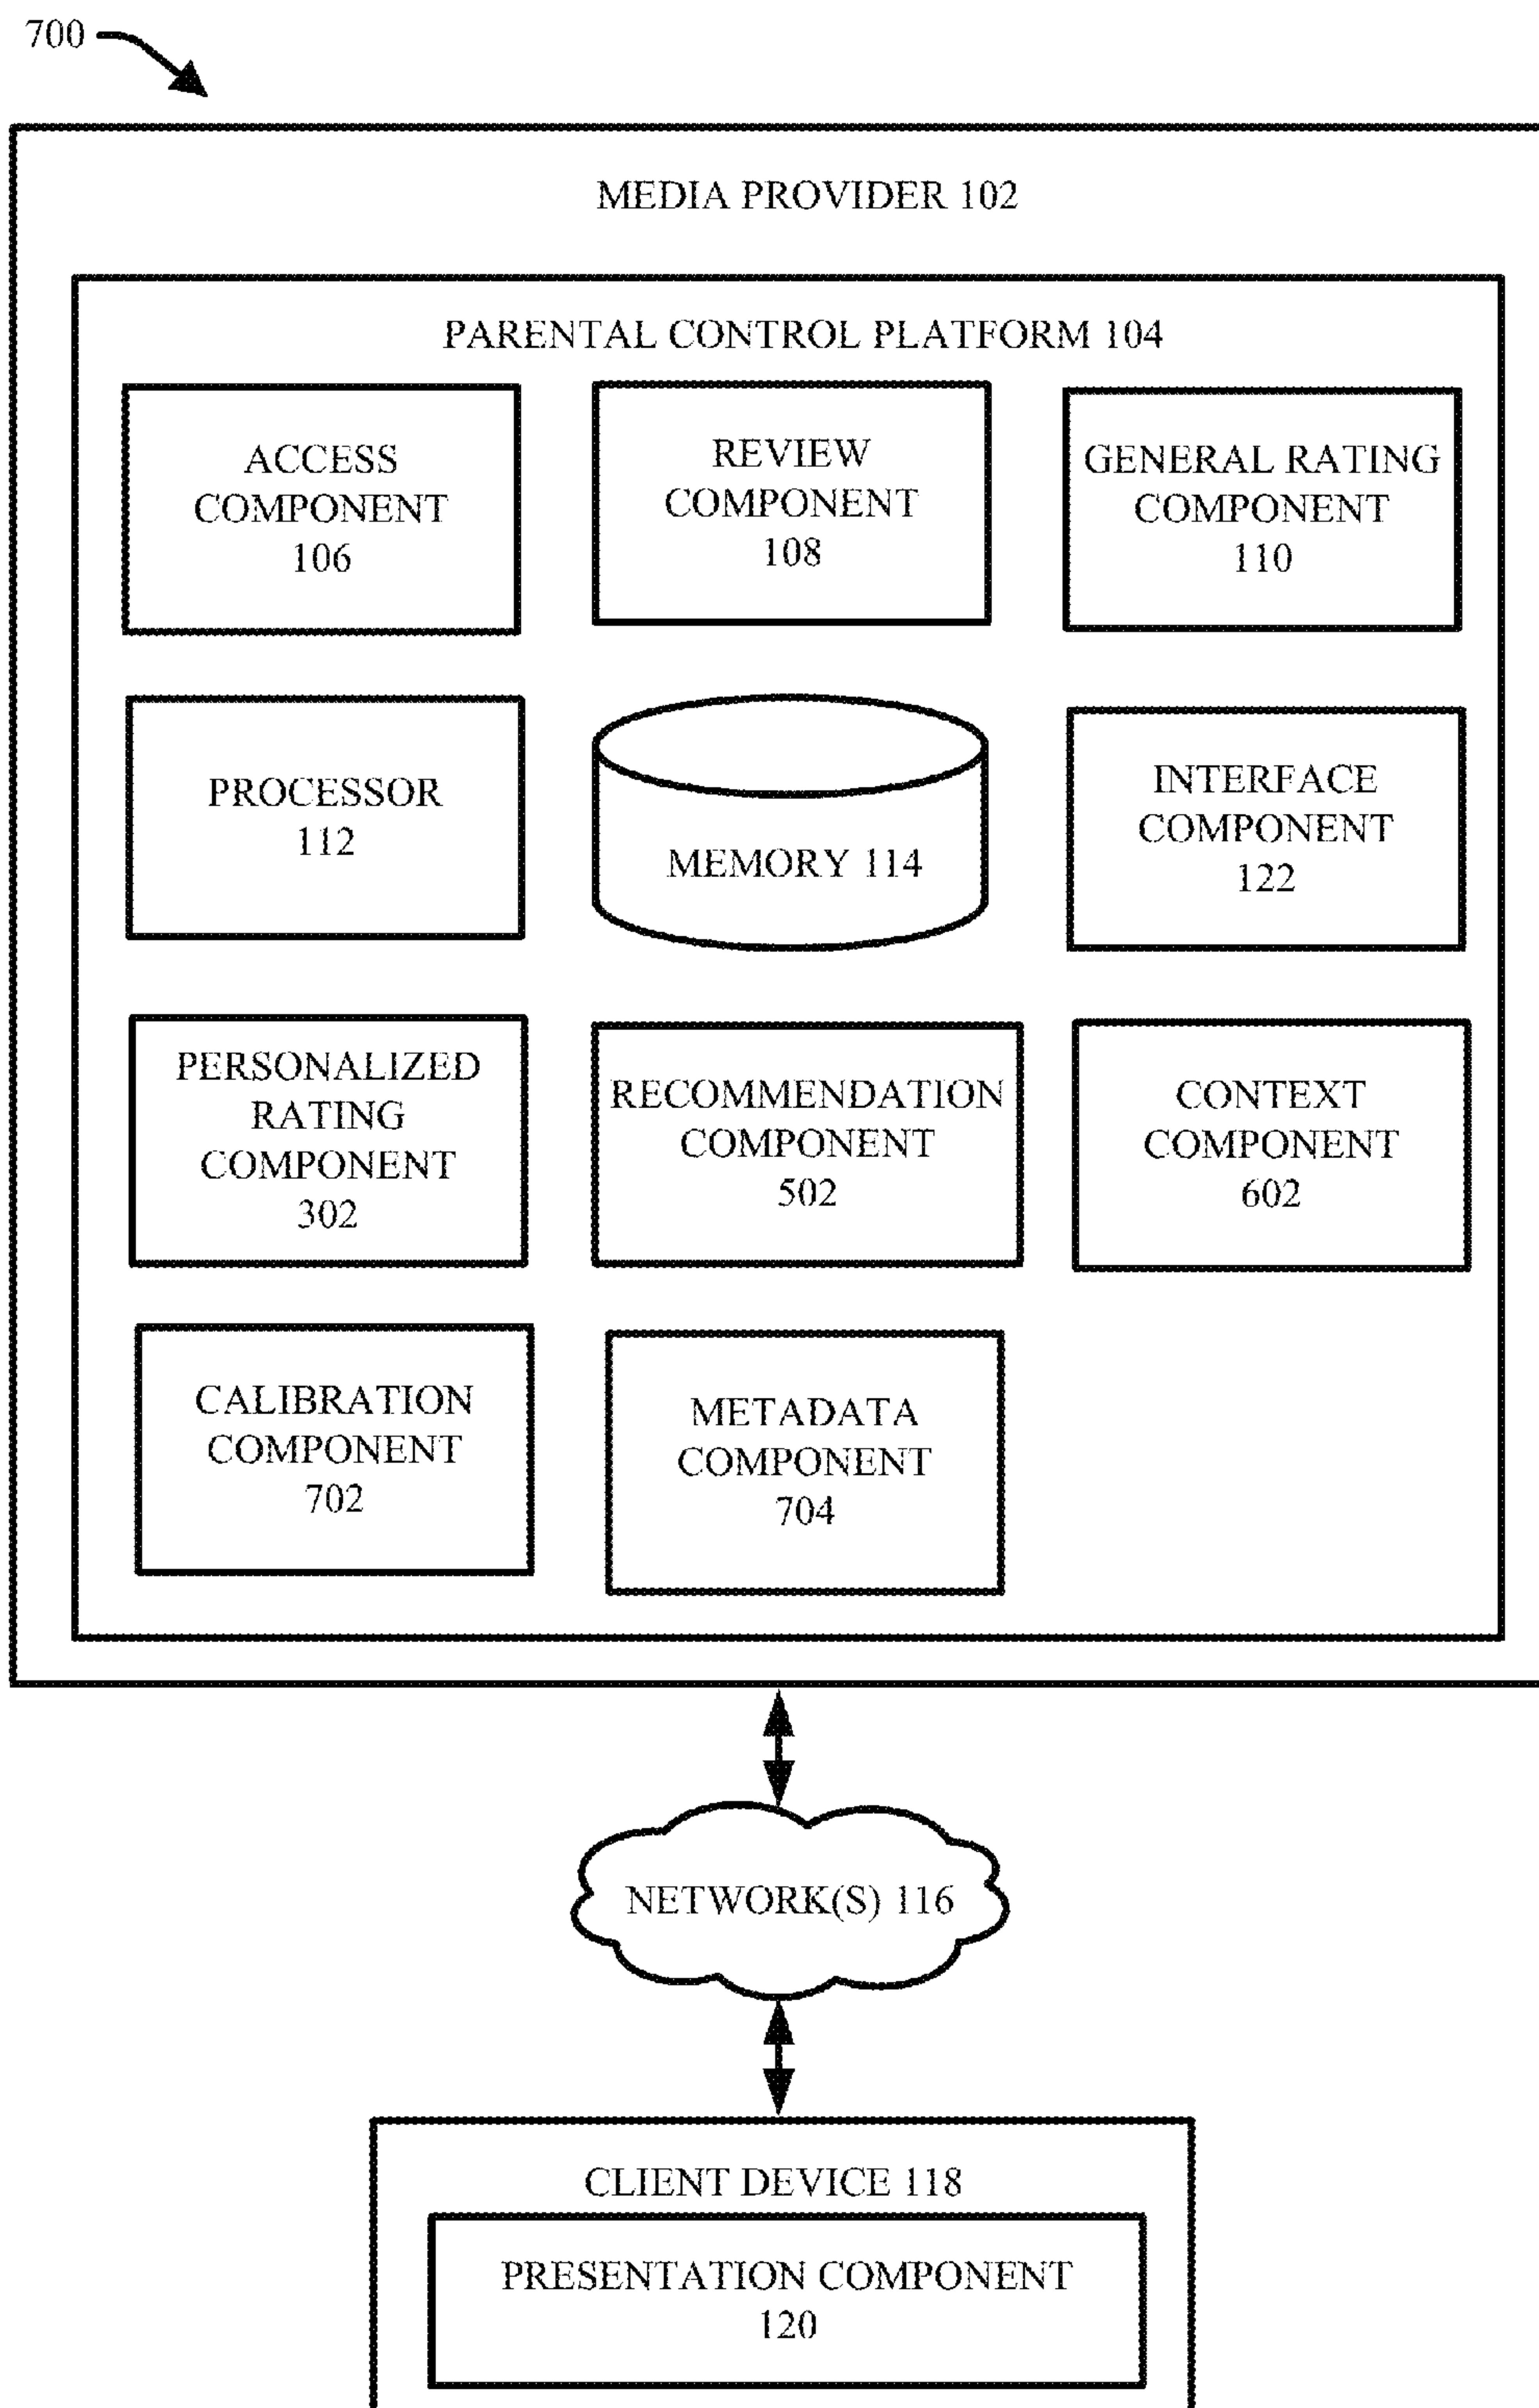 700
MEDIA PROVIDER 102
PARENTAL CONTROL PLATFORM 104
ACCESS
COMPONENT
106
REVIEW
COMPONENT
108
GENERAL RATING
COMPONENT
110
PROCESSOR
112
MEMORY 114
INTERFACE
COMPONENT
122
PERSONALIZED
RATING
COMPONENT
302
RECOMMENDATION
COMPONENT
502
CONTEXT
COMPONENT
602
CALIBRATION
COMPONENT
702
METADATA
COMPONENT
704
NETWORK(S) 116
CLIENT DEVICE 118
PRESENTATION COMPONENT
120